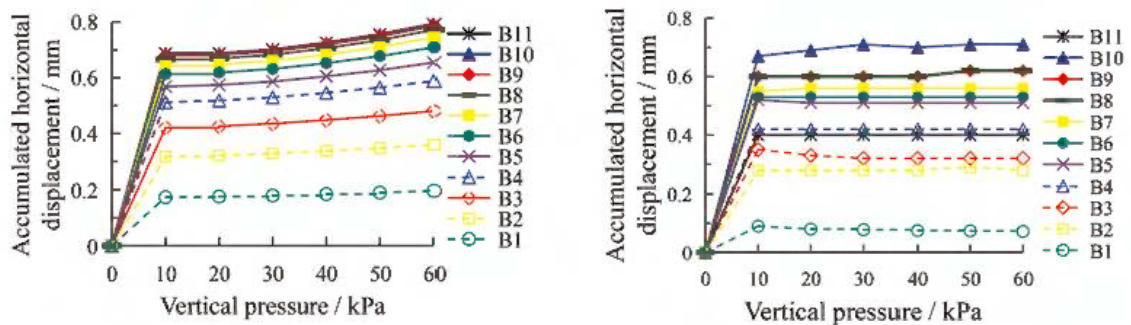 Accumulated horizontal
displacement / mm
0.8
0.6
0.4
0.2
0
0 10 20 30 40 50 60
Vertical pressure / kPa
B11
B10
B9
B8
B7
B6
B5
B4
B3
B2
B1
Accumulated horizontal
displacement / mm
0.8
0.6
0.4
0.2
0
0 10 20 30 40 50 60
Vertical pressure / kPa
B11
B10
B9
B8
B7
B6
B5
B4
B3
B2
B1